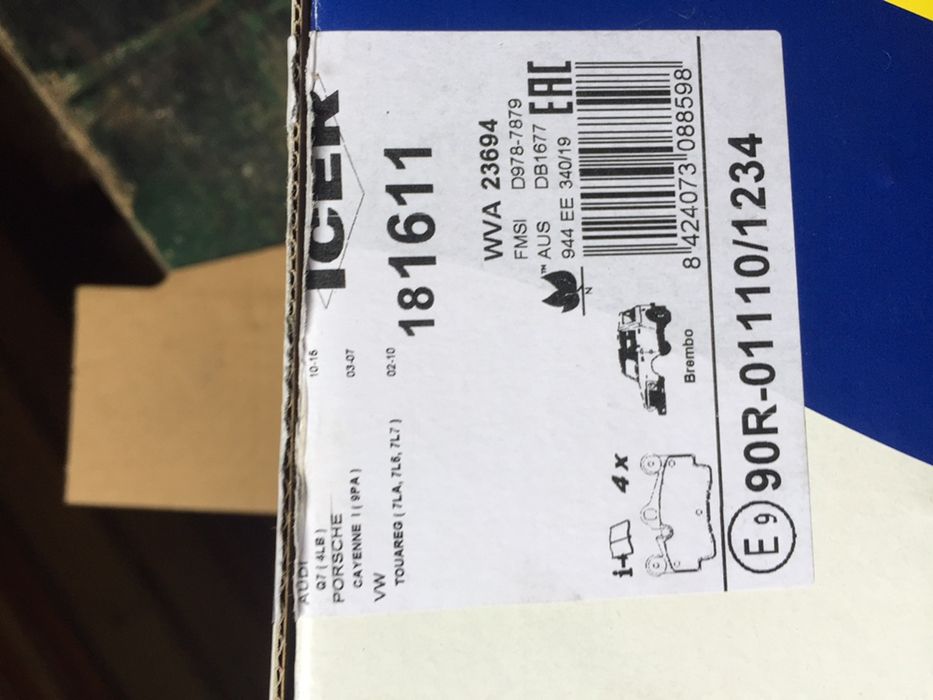 ICER
AUDI
Q7 ( 4LB ) 10-15
PORSCHE
CAYENNE I ( 9PA ) 03-07
VW
TOUAREG ( 7LA, 7L6, 7L7 ) 02-10
181611
WVA 23694
FMSI D978-7879
AUS DB1677
944 EE 340/19
EAC
TM
N
8 424073 088598
i+ 4x
Brembo
E 9 90R-01110/1234